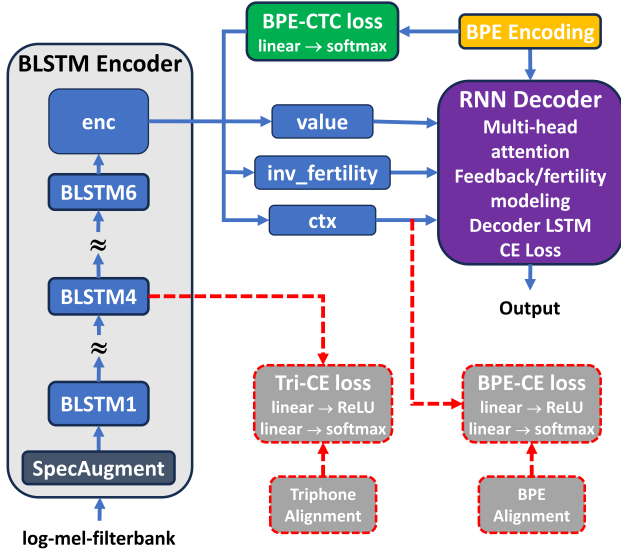 BPE-CTC loss
linear → softmax
BPE Encoding
BLSTM Encoder
enc
value
inv_fertility
ctx
RNN Decoder
Multi-head
attention
Feedback/fertility
modeling
Decoder LSTM
CE Loss
BLSTM6
≈
BLSTM4
≈
BLSTM1
SpecAugment
log-mel-filterbank
Output
Tri-CE loss
linear → ReLU
linear → softmax
BPE-CE loss
linear → ReLU
linear → softmax
Triphone
Alignment
BPE
Alignment